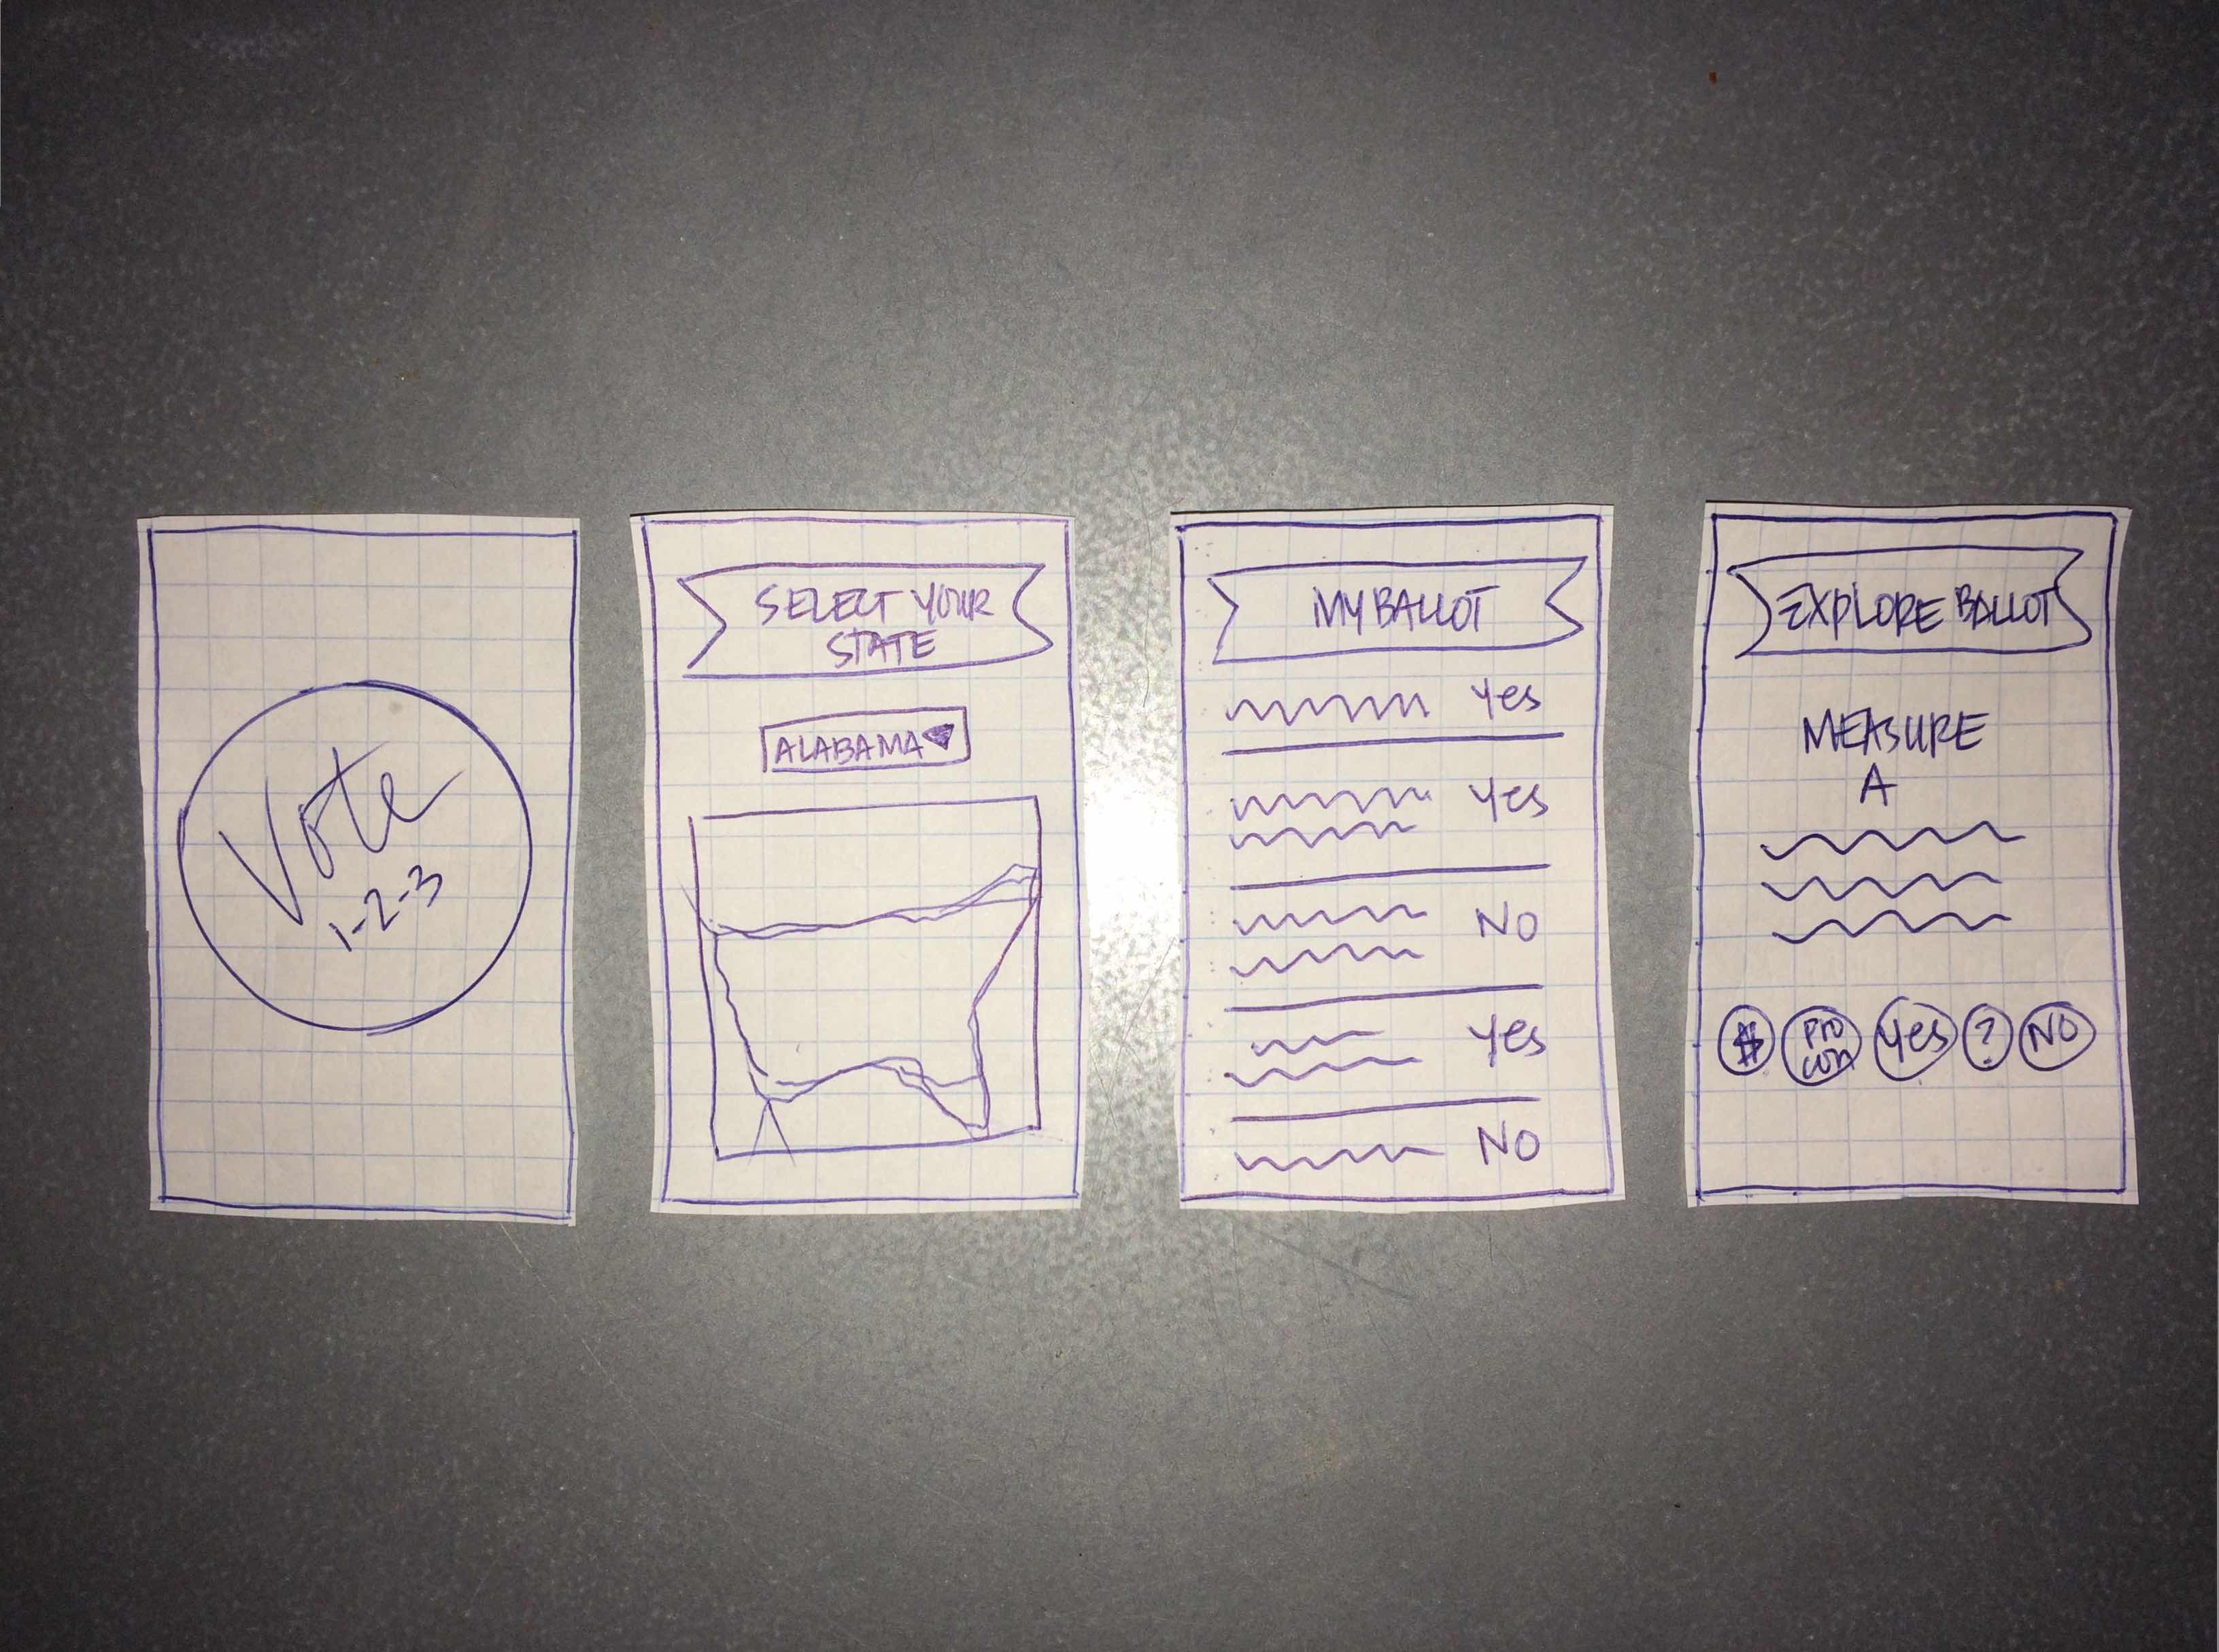 Vote
1-2-3
SELECT YOUR
STATE
ALABAMA
MY BALLOT
Yes
Yes
NO
Yes
NO
EXPLORE BALLOT
MEASURE
A
$
Pro
con
Yes
?
NO